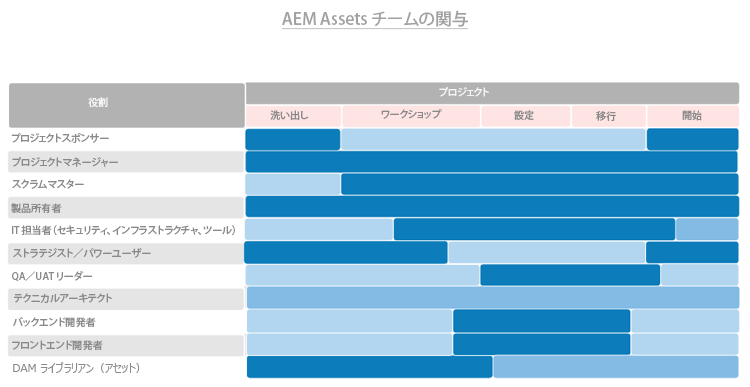 AEM Assets チームの関与
役割
プロジェクト
洗い出し ワークショップ 設定 移行 開始
プロジェクトスポンサー
プロジェクトマネージャー
スクラムマスター
製品所有者
IT 担当者（セキュリティ、インフラストラクチャ、ツール）
ストラテジスト／パワーユーザー
QA／UAT リーダー
テクニカルアーキテクト
バックエンド開発者
フロントエンド開発者
DAM ライブラリアン（アセット）